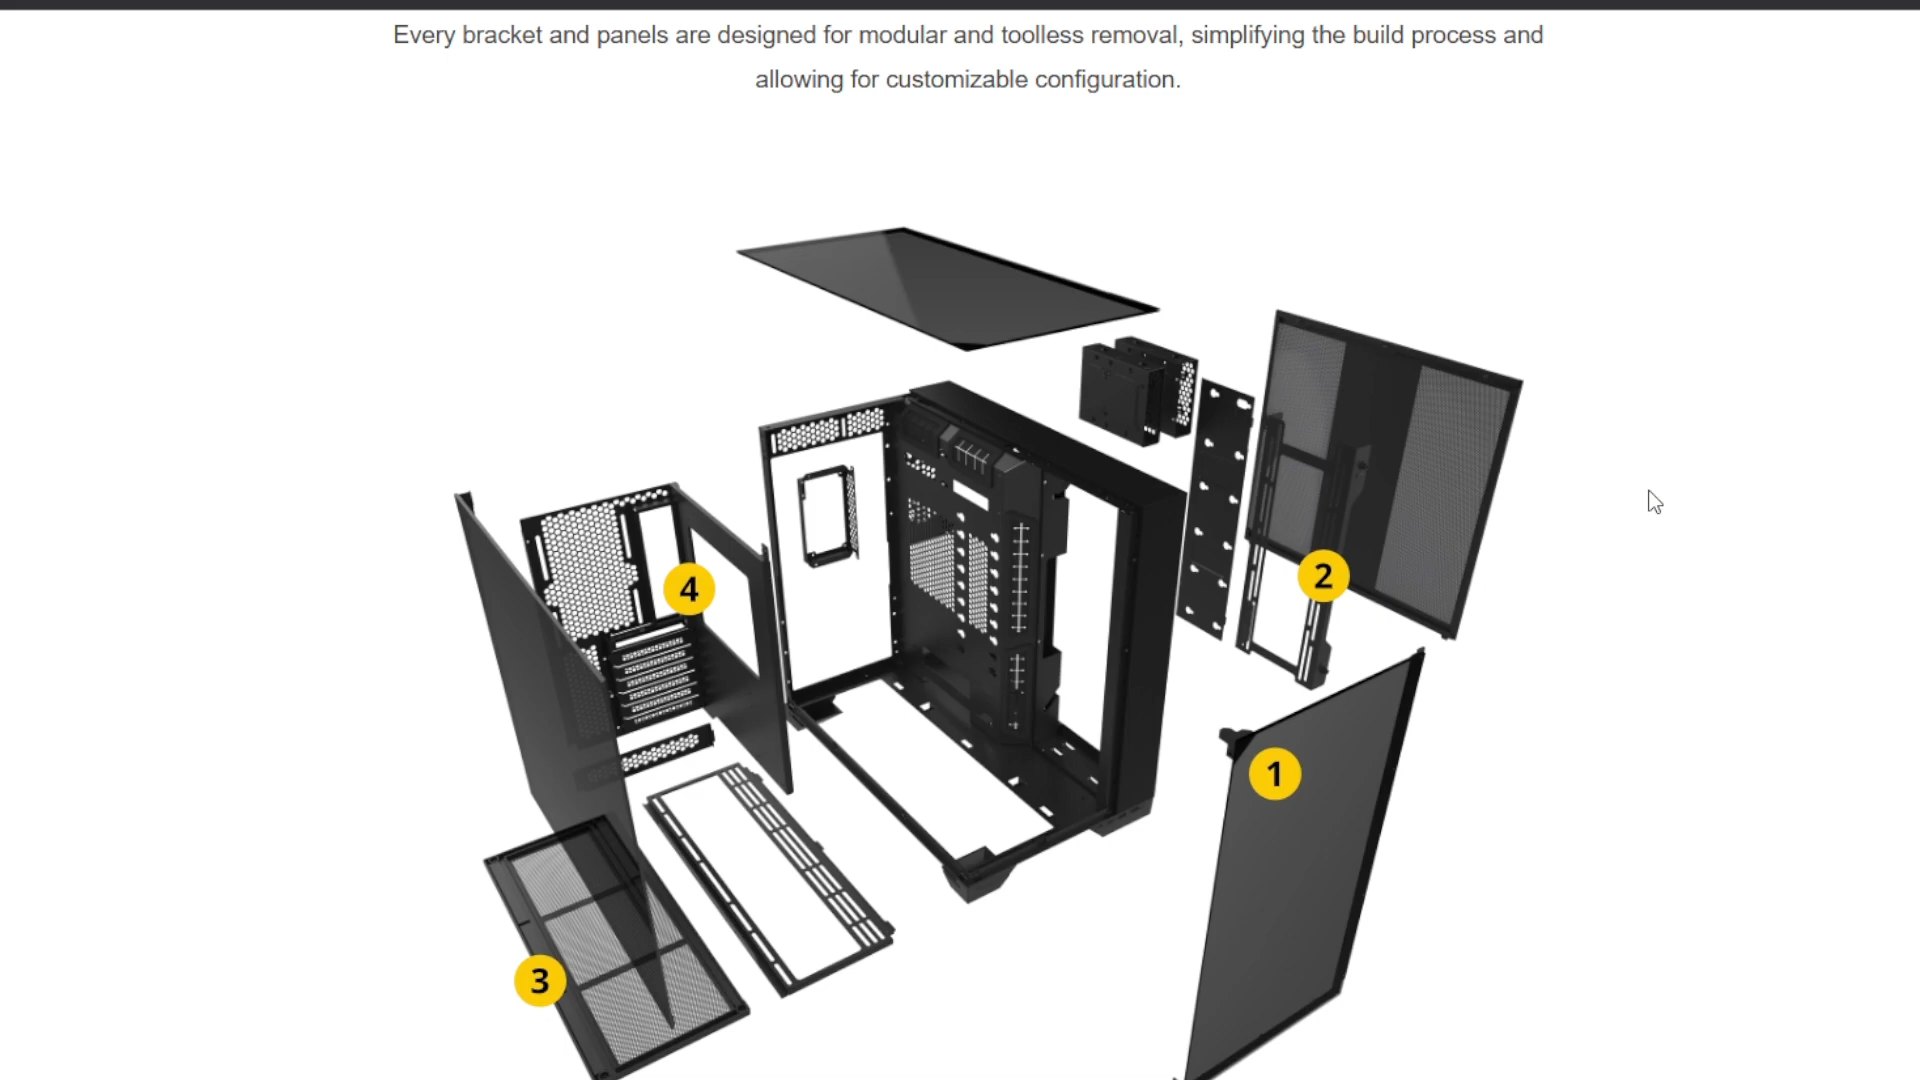 Every bracket and panels are designed for modular and toolless removal, simplifying the build process and
allowing for customizable configuration.
2
4
1
3